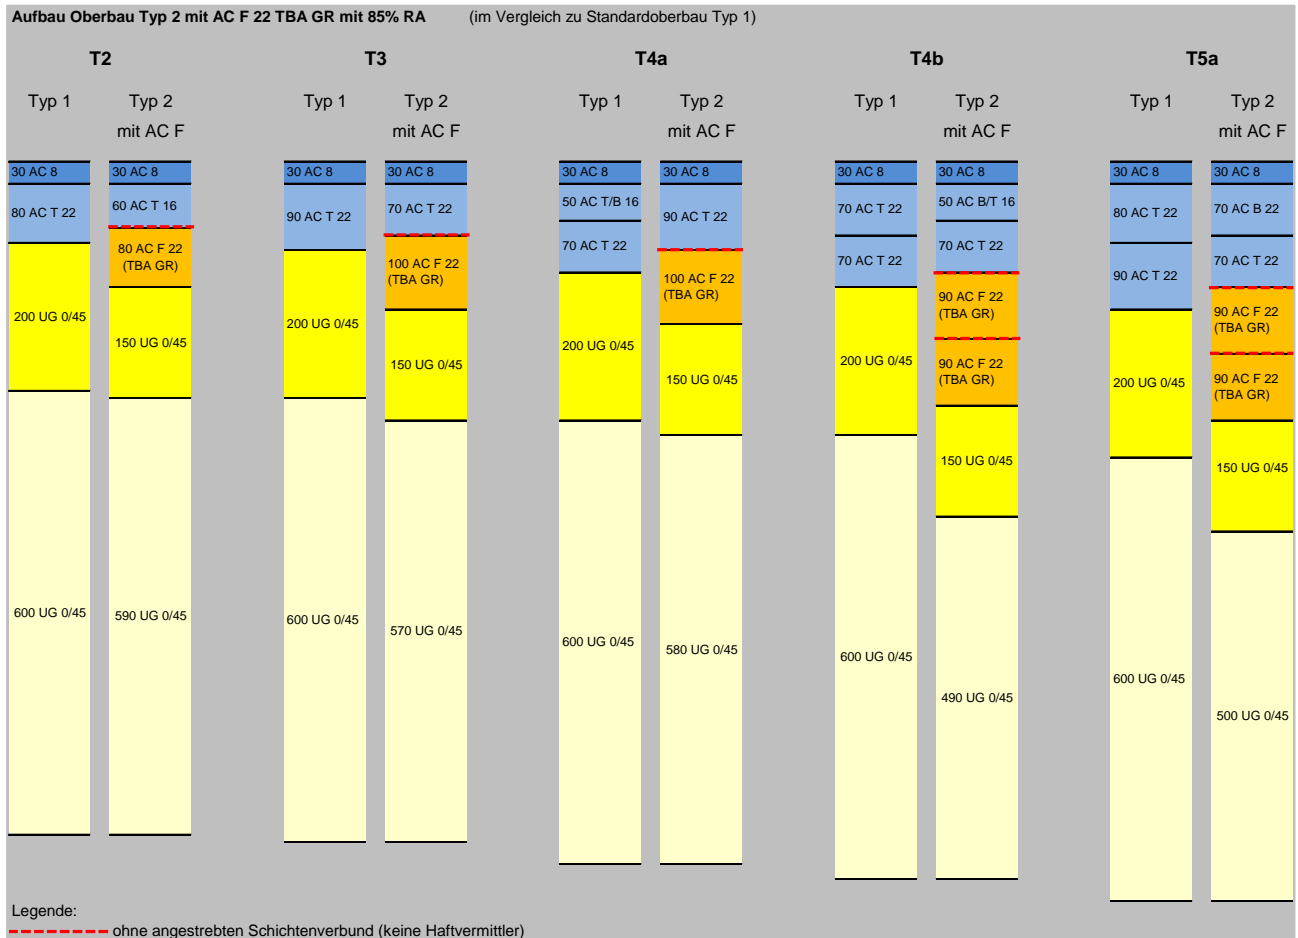 Aufbau Oberbau Typ 2 mit AC F 22 TBA GR mit 85% RA (im Vergleich zu Standardoberbau Typ 1)
T2
Typ 1
Typ 2
mit AC F
30 AC 8
80 AC T 22
200 UG 0/45
600 UG 0/45
30 AC 8
60 AC T 16
80 AC F 22
(TBA GR)
150 UG 0/45
590 UG 0/45
T3
Typ 1
Typ 2
mit AC F
30 AC 8
90 AC T 22
200 UG 0/45
600 UG 0/45
30 AC 8
70 AC T 22
100 AC F 22
(TBA GR)
150 UG 0/45
570 UG 0/45
T4a
Typ 1
Typ 2
mit AC F
30 AC 8
50 AC T/B 16
70 AC T 22
200 UG 0/45
600 UG 0/45
30 AC 8
90 AC T 22
100 AC F 22
(TBA GR)
150 UG 0/45
580 UG 0/45
T4b
Typ 1
Typ 2
mit AC F
30 AC 8
70 AC T 22
70 AC T 22
200 UG 0/45
600 UG 0/45
30 AC 8
50 AC B/T 16
70 AC T 22
90 AC F 22
(TBA GR)
90 AC F 22
(TBA GR)
150 UG 0/45
490 UG 0/45
T5a
Typ 1
Typ 2
mit AC F
30 AC 8
80 AC T 22
90 AC T 22
200 UG 0/45
600 UG 0/45
30 AC 8
70 AC B 22
70 AC T 22
90 AC F 22
(TBA GR)
90 AC F 22
(TBA GR)
150 UG 0/45
500 UG 0/45
Legende:
ohne angestrebten Schichtenverbund (keine Haftvermittler)